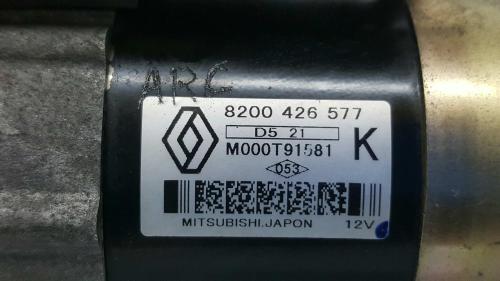 ARG
8200 426 577
D5 21
M000T91581 K
053
MITSUBISHI.JAPON 12V